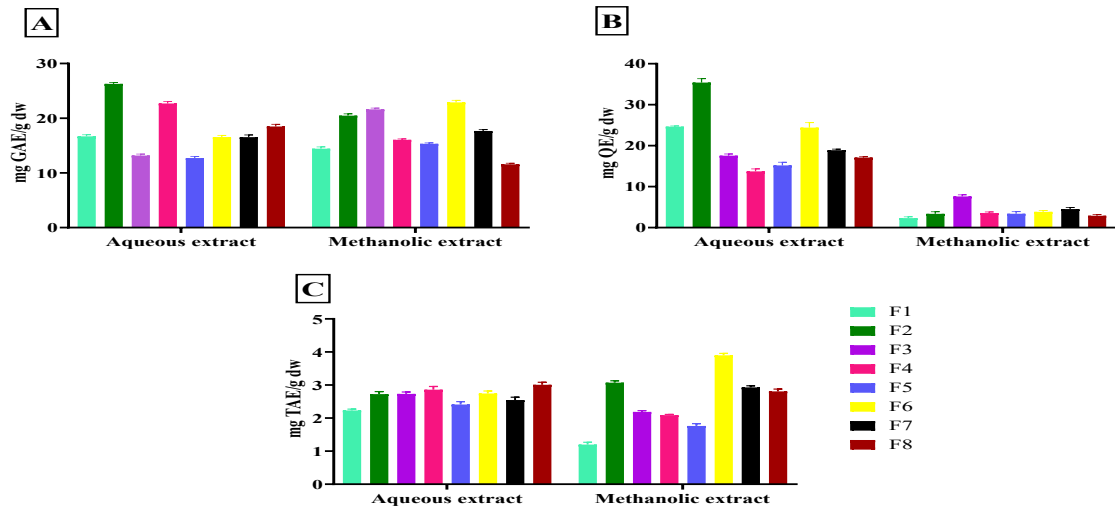 A
mg GAE/g dw
30
20
10
0
Aqueous extract
Methanolic extract
B
mg QE/g dw
40
30
20
10
0
Aqueous extract
Methanolic extract
C
mg TAE/g dw
5
4
3
2
1
0
Aqueous extract
Methanolic extract
F1
F2
F3
F4
F5
F6
F7
F8